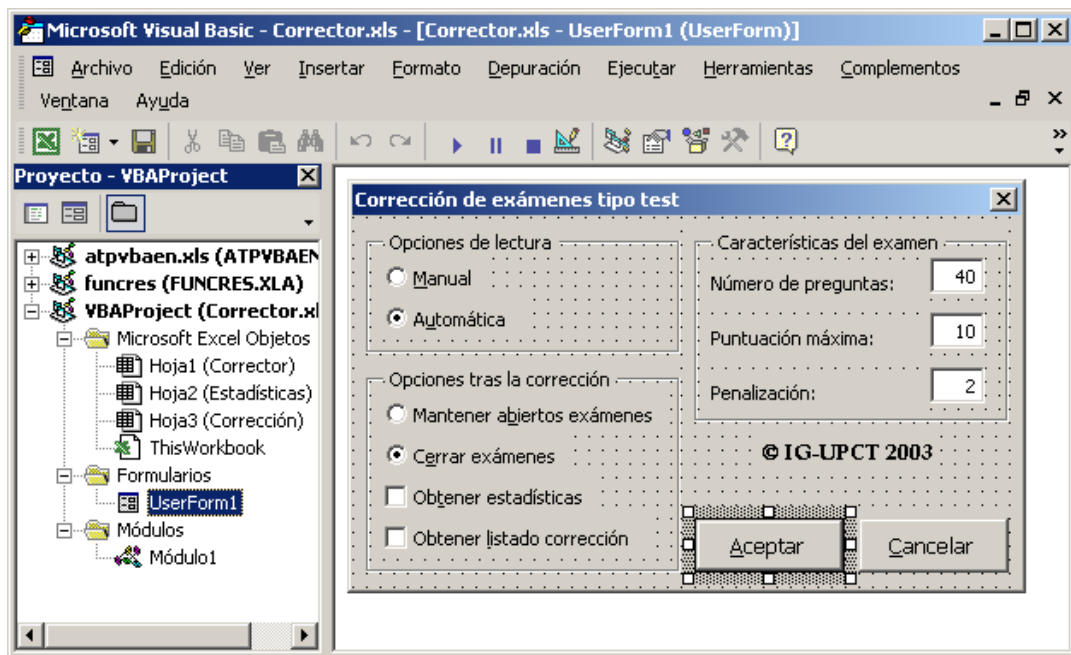 Microsoft Visual Basic - Corrector.xls - [Corrector.xls - UserForm1 (UserForm)]
Archivo Edición Ver Insertar Formato Depuración Ejecutar Herramientas Complementos
Ventana Ayuda
Proyecto - VBAProject
atpvbaen.xls (ATPVBAEN
funcres (FUNCRES.XLA)
VBAProject (Corrector.xl
Microsoft Excel Objetos
Hoja1 (Corrector)
Hoja2 (Estadísticas)
Hoja3 (Corrección)
ThisWorkbook
Formularios
UserForm1
Módulos
Módulo1
Corrección de exámenes tipo test
Opciones de lectura
Manual
Automática
Opciones tras la corrección
Mantener abiertos exámenes
Cerrar exámenes
Obtener estadísticas
Obtener listado corrección
Características del examen
Número de preguntas: 40
Puntuación máxima: 10
Penalización: 2
© IG-UPCT 2003
Aceptar Cancelar